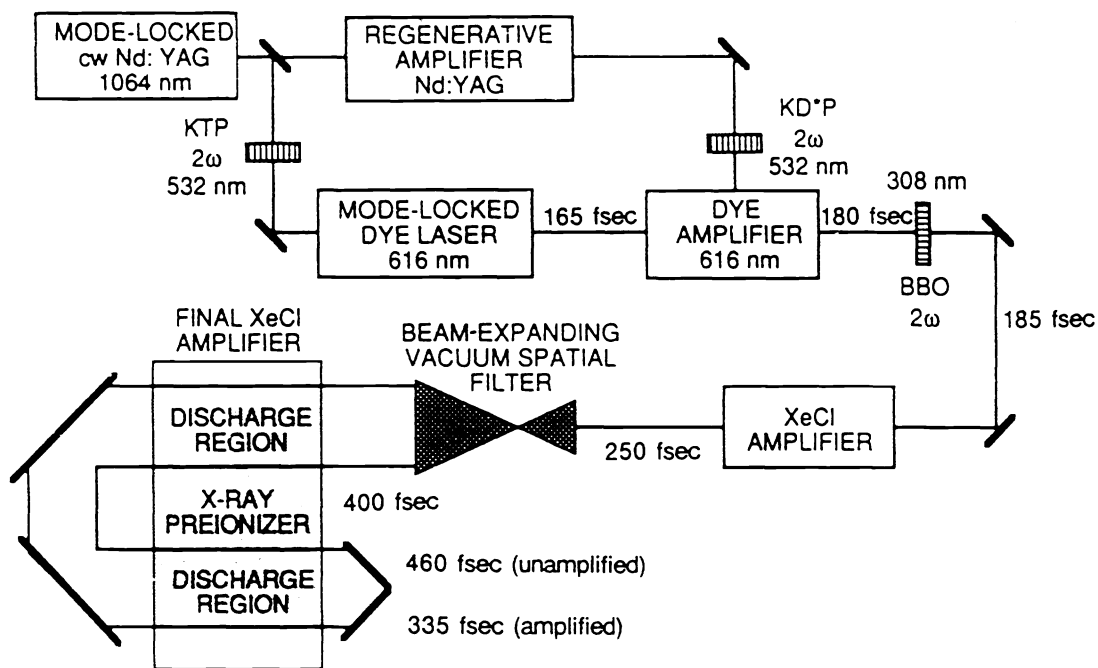 MODE-LOCKED
cw Nd: YAG
1064 nm
REGENERATIVE
AMPLIFIER
Nd:YAG
KTP
2ω
532 nm
KD*P
2ω
532 nm
MODE-LOCKED
DYE LASER
616 nm
165 fsec
DYE
AMPLIFIER
616 nm
180 fsec
308 nm
BBO
2ω
185 fsec
FINAL XeCl
AMPLIFIER
BEAM-EXPANDING
VACUUM SPATIAL
FILTER
XeCl
AMPLIFIER
250 fsec
DISCHARGE
REGION
400 fsec
X-RAY
PREIONIZER
460 fsec (unamplified)
DISCHARGE
REGION
335 fsec (amplified)